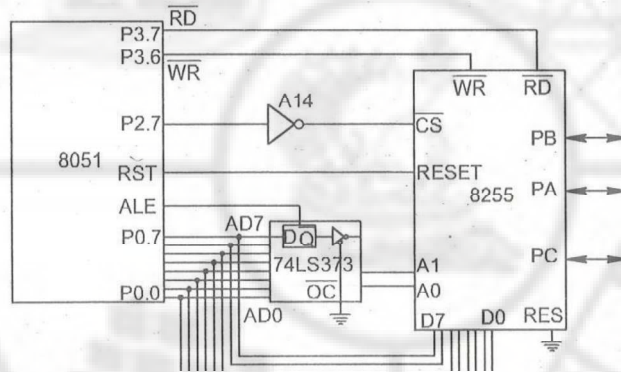 RD
P3.7
P3.6
WR
A14
WR
RD
P2.7
CS
PB
8051
RST
RESET
8255
PA
ALE
AD7
P0.7
D Q
74LS373
PC
A1
OC
A0
P0.0
AD0
D7
D0
RES